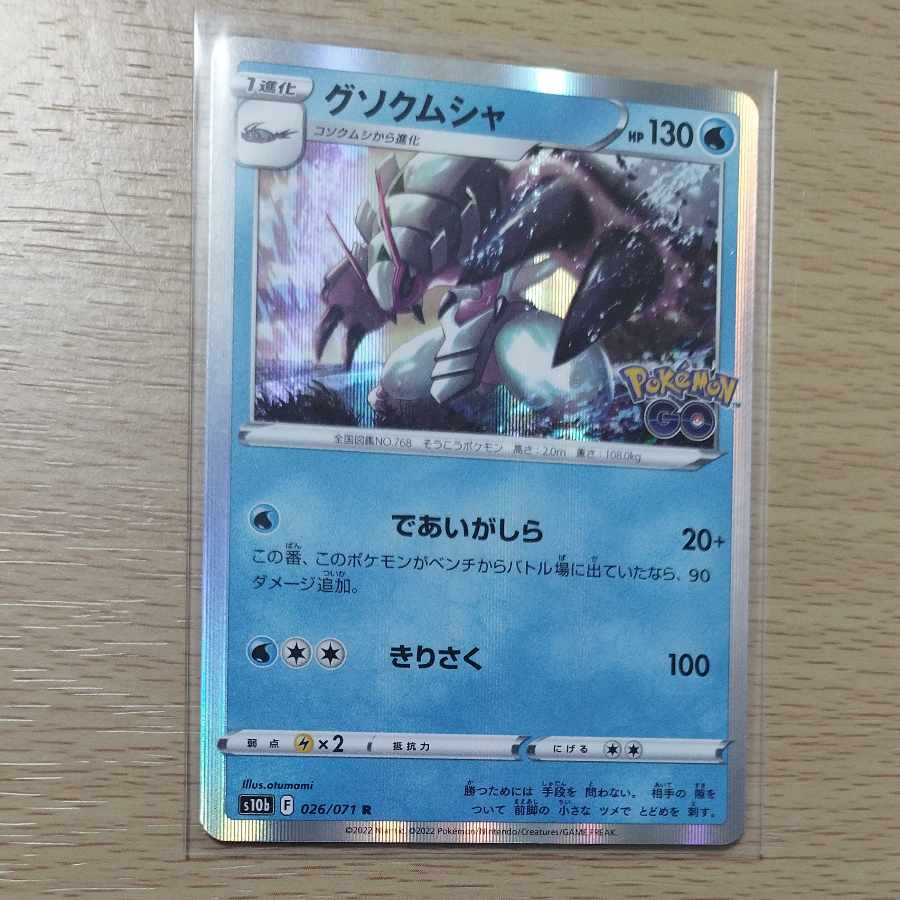 1進化
グソクムシャ
コソクムシから進化
HP 130
Pokémon GO
全国図鑑NO.768 そうこうポケモン 高さ：2.0m 重さ：108.0kg
であいがしら 20+
この番、このポケモンがベンチからバトル場に出ていたなら、90
ダメージ追加。
きりさく 100
弱点 ×2 抵抗力 にげる
Illus.otumami
勝つためには 手段を 問わない。 相手の 隙を
ついて 前脚の 小さな ツメで とどめを 刺す。
s10b F 026/071 R
©2022 Niantic. ©2022 Pokémon/Nintendo/Creatures/GAME FREAK.